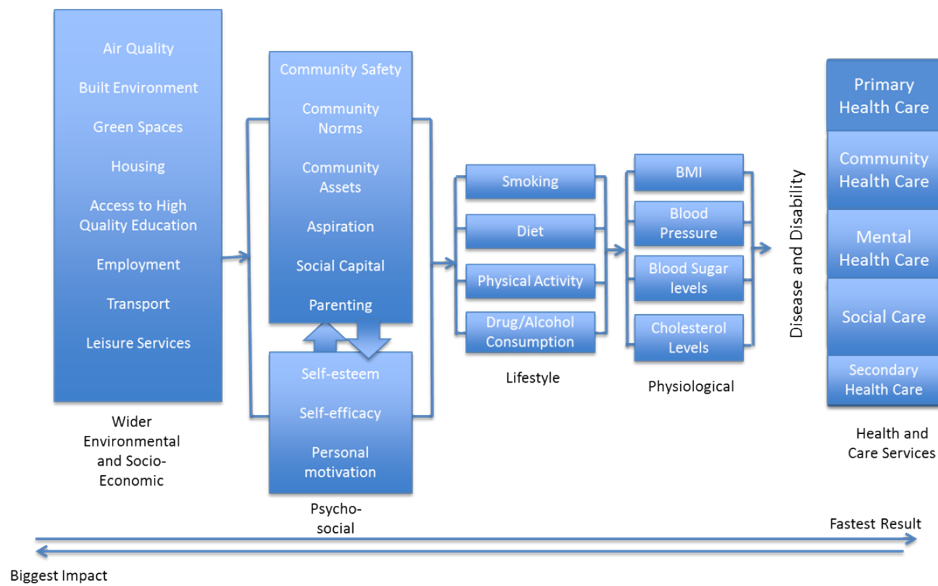 Air Quality
Built Environment
Green Spaces
Housing
Access to High
Quality Education
Employment
Transport
Leisure Services
Wider
Environmental
and Socio-
Economic
Community Safety
Community
Norms
Community
Assets
Aspiration
Social Capital
Parenting
Self-esteem
Self-efficacy
Personal
motivation
Psycho-
social
Smoking
Diet
Physical Activity
Drug/Alcohol
Consumption
Lifestyle
BMI
Blood
Pressure
Blood Sugar
levels
Cholesterol
Levels
Physiological
Disease and Disability
Primary
Health Care
Community
Health Care
Mental
Health Care
Social Care
Secondary
Health Care
Health and
Care Services
Fastest Result
Biggest Impact